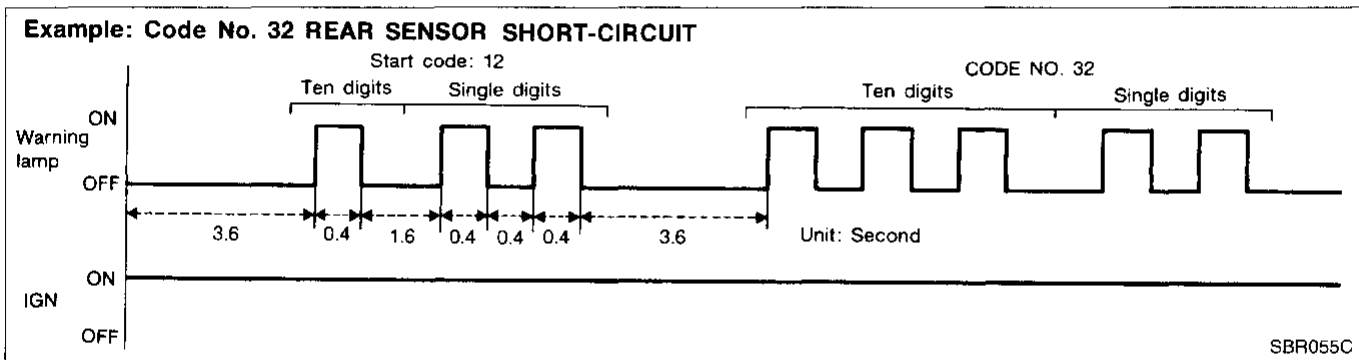 Example: Code No. 32 REAR SENSOR SHORT-CIRCUIT
Start code: 12
CODE NO. 32
Ten digits
Single digits
Ten digits
Single digits
ON
Warning
lamp
OFF
3.6
0.4
1.6
0.4
0.4
0.4
3.6
Unit: Second
ON
IGN
OFF
SBR055C